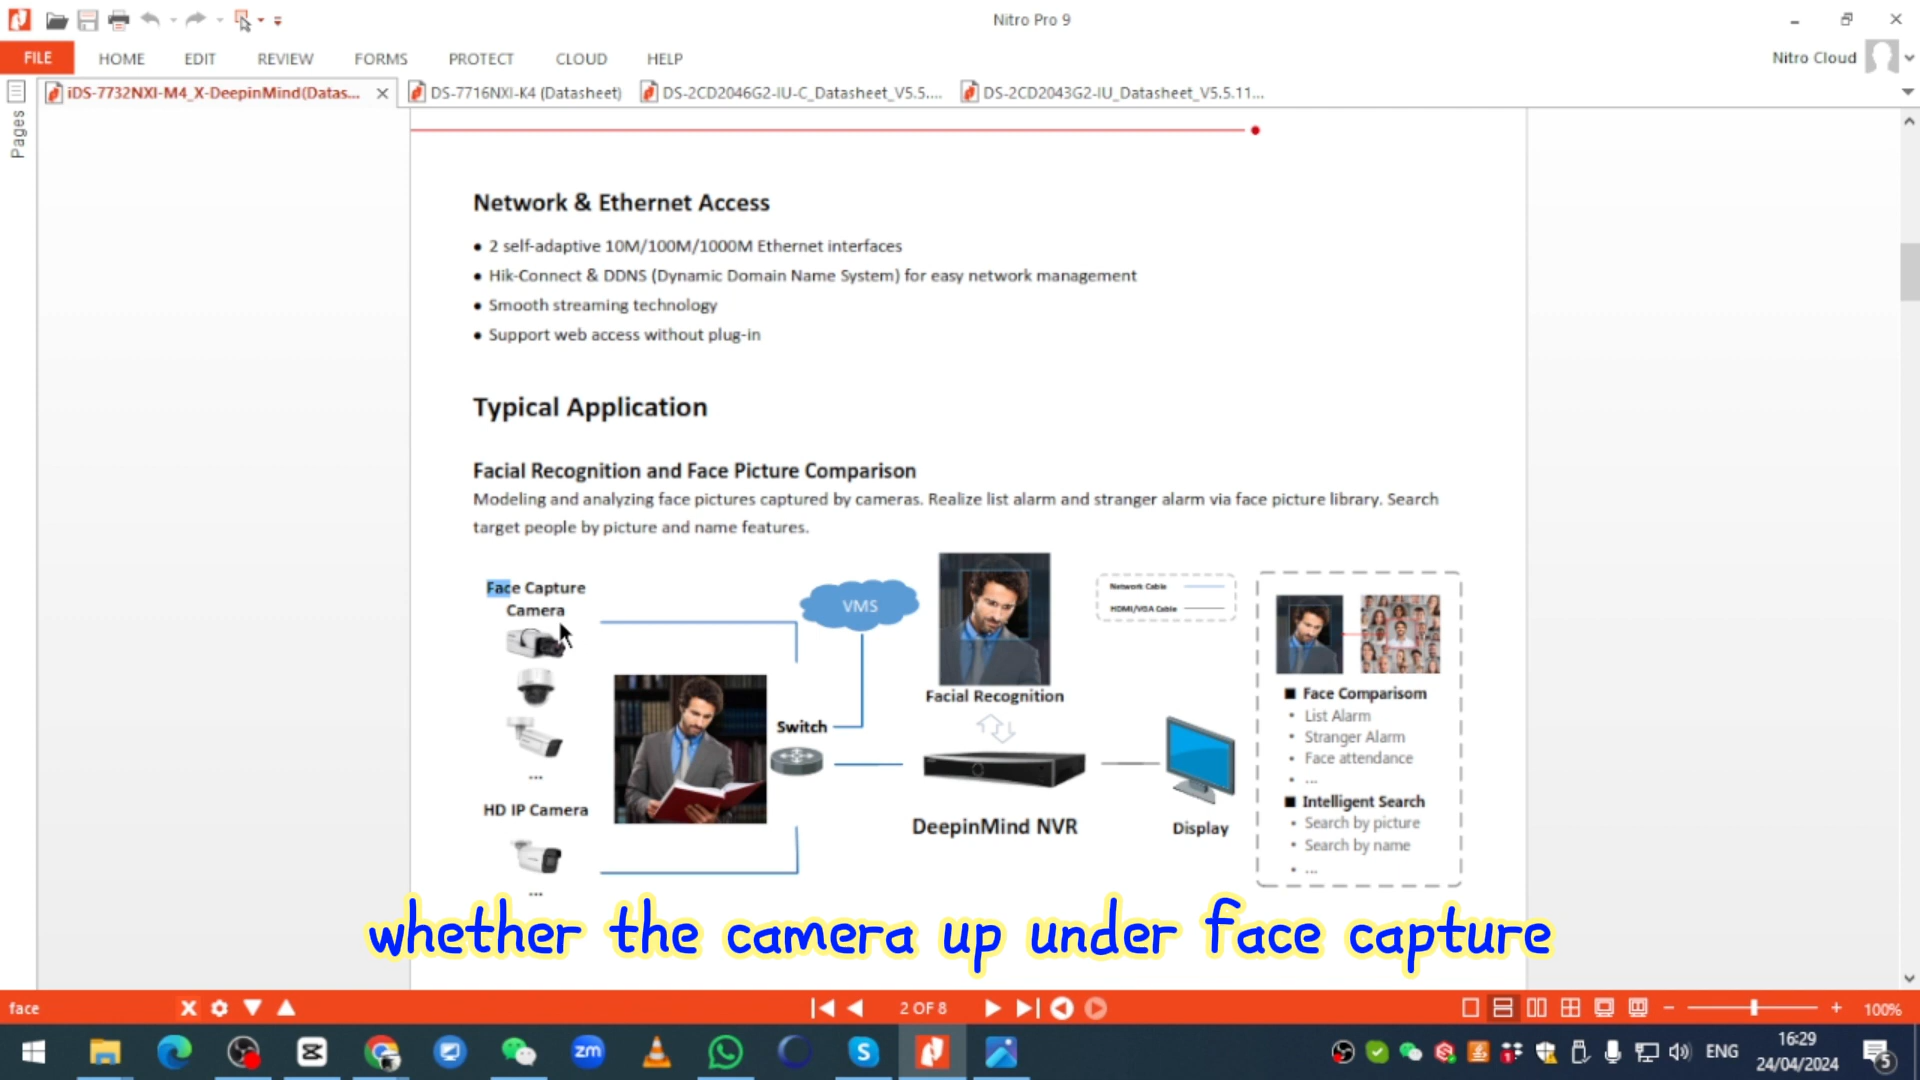 Nitro Pro 9
FILE HOME EDIT REVIEW FORMS PROTECT CLOUD HELP
Nitro Cloud
iDS-7732NXI-M4_X-DeepinMind(Datas...
DS-7716NXI-K4 (Datasheet)
DS-2CD2046G2-IU-C_Datasheet_V5.5....
DS-2CD2043G2-IU_Datasheet_V5.5.11...
Pages
Network & Ethernet Access
● 2 self-adaptive 10M/100M/1000M Ethernet interfaces
● Hik-Connect & DDNS (Dynamic Domain Name System) for easy network management
● Smooth streaming technology
● Support web access without plug-in
Typical Application
Facial Recognition and Face Picture Comparison
Modeling and analyzing face pictures captured by cameras. Realize list alarm and stranger alarm via face picture library. Search
target people by picture and name features.
Face Capture
Camera
...
HD IP Camera
...
VMS
Switch
Facial Recognition
DeepinMind NVR
Network Cable
HDMI/VGA Cable
Display
■ Face Comparisom
• List Alarm
• Stranger Alarm
• Face attendance
• ...
■ Intelligent Search
• Search by picture
• Search by name
• ...
whether the camera up under face capture
face
2 OF 8
100%
zm
ENG
16:29
24/04/2024
5